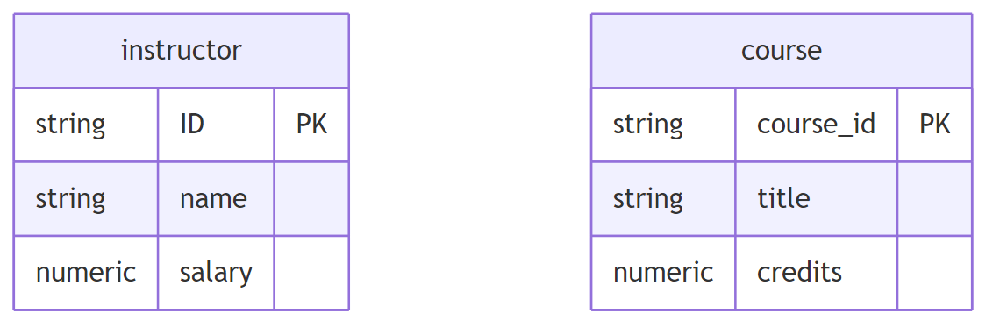 instructor
string ID PK
string name
numeric salary
course
string course_id PK
string title
numeric credits